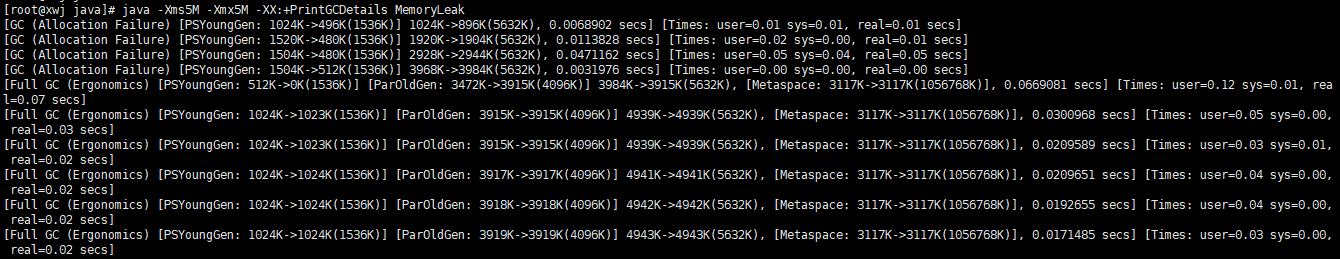 [root@xwj java]# java -Xms5M -Xmx5M -XX:+PrintGCDetails MemoryLeak
[GC (Allocation Failure) [PSYoungGen: 1024K->496K(1536K)] 1024K->896K(5632K), 0.0068902 secs] [Times: user=0.01 sys=0.01, real=0.01 secs]
[GC (Allocation Failure) [PSYoungGen: 1520K->480K(1536K)] 1920K->1904K(5632K), 0.0113828 secs] [Times: user=0.02 sys=0.00, real=0.01 secs]
[GC (Allocation Failure) [PSYoungGen: 1504K->480K(1536K)] 2928K->2944K(5632K), 0.0471162 secs] [Times: user=0.05 sys=0.04, real=0.05 secs]
[GC (Allocation Failure) [PSYoungGen: 1504K->512K(1536K)] 3968K->3984K(5632K), 0.0031976 secs] [Times: user=0.00 sys=0.00, real=0.00 secs]
[Full GC (Ergonomics) [PSYoungGen: 512K->0K(1536K)] [ParOldGen: 3472K->3915K(4096K)] 3984K->3915K(5632K), [Metaspace: 3117K->3117K(1056768K)], 0.0669081 secs] [Times: user=0.12 sys=0.01, rea
l=0.07 secs]
[Full GC (Ergonomics) [PSYoungGen: 1024K->1023K(1536K)] [ParOldGen: 3915K->3915K(4096K)] 4939K->4939K(5632K), [Metaspace: 3117K->3117K(1056768K)], 0.0300968 secs] [Times: user=0.05 sys=0.00,
real=0.03 secs]
[Full GC (Ergonomics) [PSYoungGen: 1024K->1023K(1536K)] [ParOldGen: 3915K->3915K(4096K)] 4939K->4939K(5632K), [Metaspace: 3117K->3117K(1056768K)], 0.0209589 secs] [Times: user=0.03 sys=0.01,
real=0.02 secs]
[Full GC (Ergonomics) [PSYoungGen: 1024K->1024K(1536K)] [ParOldGen: 3917K->3917K(4096K)] 4941K->4941K(5632K), [Metaspace: 3117K->3117K(1056768K)], 0.0209651 secs] [Times: user=0.04 sys=0.00,
real=0.02 secs]
[Full GC (Ergonomics) [PSYoungGen: 1024K->1024K(1536K)] [ParOldGen: 3918K->3918K(4096K)] 4942K->4942K(5632K), [Metaspace: 3117K->3117K(1056768K)], 0.0192655 secs] [Times: user=0.04 sys=0.00,
real=0.02 secs]
[Full GC (Ergonomics) [PSYoungGen: 1024K->1024K(1536K)] [ParOldGen: 3919K->3919K(4096K)] 4943K->4943K(5632K), [Metaspace: 3117K->3117K(1056768K)], 0.0171485 secs] [Times: user=0.03 sys=0.00,
real=0.02 secs]